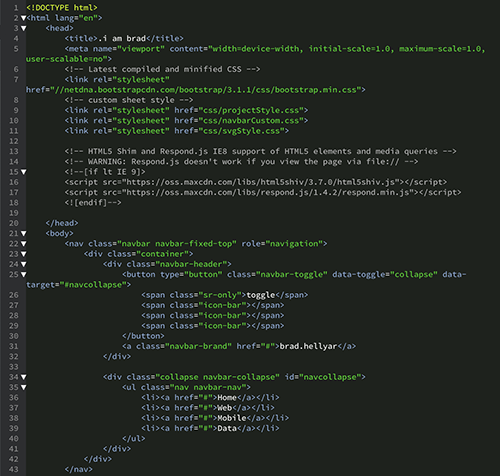 1 <!DOCTYPE html>
2 <html lang="en">
3 <head>
4 <title>.i am brad</title>
5 <meta name="viewport" content="width=device-width, initial-scale=1.0, maximum-scale=1.0,
user-scalable=no">
6 <!-- Latest compiled and minified CSS -->
7 <link rel="stylesheet"
href="//netdna.bootstrapcdn.com/bootstrap/3.1.1/css/bootstrap.min.css">
8 <!-- custom sheet style -->
9 <link rel="stylesheet" href="css/projectStyle.css">
10 <link rel="stylesheet" href="css/navbarCustom.css">
11 <link rel="stylesheet" href="css/svgStyle.css">
12
13 <!-- HTML5 Shim and Respond.js IE8 support of HTML5 elements and media queries -->
14 <!-- WARNING: Respond.js doesn't work if you view the page via file:// -->
15 <!--[if lt IE 9]>
16 <script src="https://oss.maxcdn.com/libs/html5shiv/3.7.0/html5shiv.js"></script>
17 <script src="https://oss.maxcdn.com/libs/respond.js/1.4.2/respond.min.js"></script>
18 <![endif]-->
19
20 </head>
21 <body>
22 <nav class="navbar navbar-fixed-top" role="navigation">
23 <div class="container">
24 <div class="navbar-header">
25 <button type="button" class="navbar-toggle" data-toggle="collapse" data-
target="#navcollapse">
26 <span class="sr-only">toggle</span>
27 <span class="icon-bar"></span>
28 <span class="icon-bar"></span>
29 <span class="icon-bar"></span>
30 </button>
31 <a class="navbar-brand" href="#">brad.hellyar</a>
32 </div>
33
34 <div class="collapse navbar-collapse" id="navcollapse">
35 <ul class="nav navbar-nav">
36 <li><a href="#">Home</a></li>
37 <li><a href="#">Web</a></li>
38 <li><a href="#">Mobile</a></li>
39 <li><a href="#">Data</a></li>
40 </ul>
41 </div>
42 </div>
43 </nav>